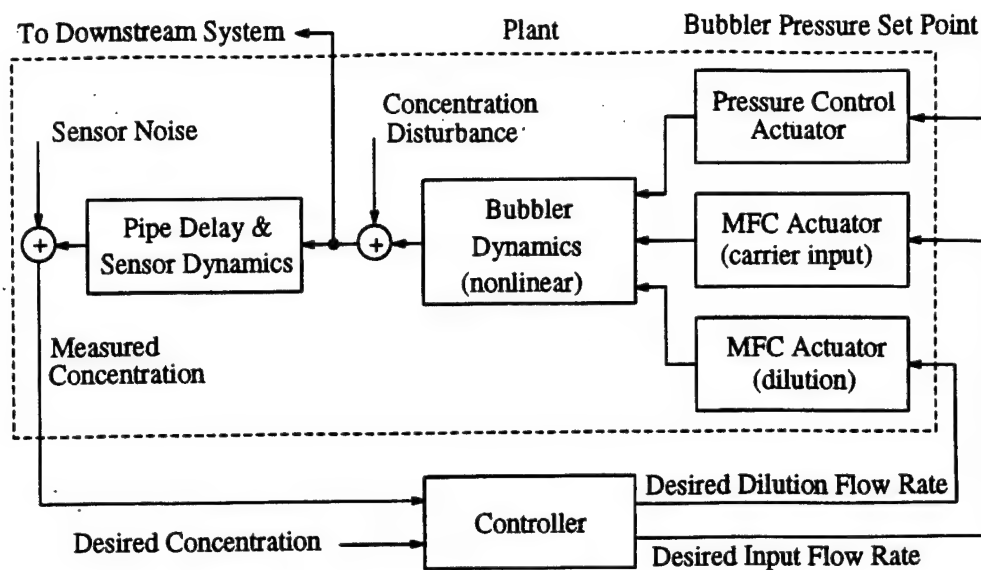 To Downstream System
Plant
Bubbler Pressure Set Point
Sensor Noise
Concentration
Disturbance
Pressure Control
Actuator
+
Pipe Delay &
Sensor Dynamics
+
Bubbler
Dynamics
(nonlinear)
MFC Actuator
(carrier input)
MFC Actuator
(dilution)
Measured
Concentration
Controller
Desired Dilution Flow Rate
Desired Concentration
Desired Input Flow Rate